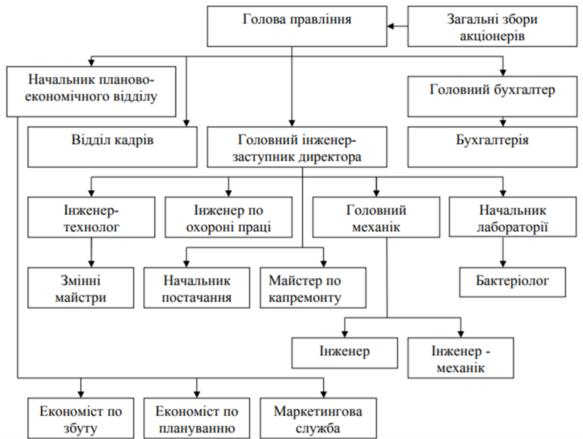 Голова правління
Загальні збори
акціонерів
Начальник планово-
економічного відділу
Головний бухгалтер
Відділ кадрів
Головний інженер-
заступник директора
Бухгалтерія
Інженер-
технолог
Інженер по
охороні праці
Головний
механік
Начальник
лабораторії
Змінні
майстри
Начальник
постачання
Майстер по
капремонту
Бактеріолог
Інженер
Інженер -
механік
Економіст по
збуту
Економіст по
плануванню
Маркетингова
служба